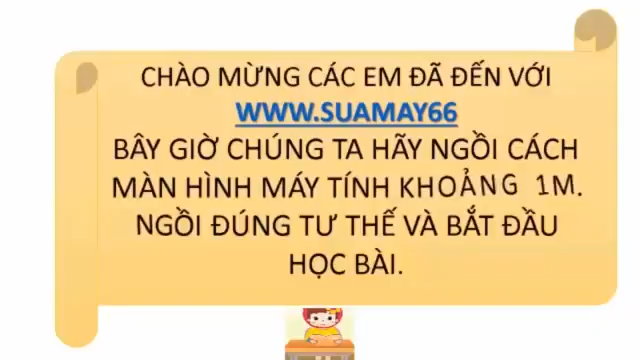 CHÀO MỪNG CÁC EM ĐÃ ĐẾN VỚI
WWW.SUAMAY66
BÂY GIỜ CHÚNG TA HÃY NGỒI CÁCH
MÀN HÌNH MÁY TÍNH KHOẢNG 1M.
NGỒI ĐÚNG TƯ THẾ VÀ BẮT ĐẦU
HỌC BÀI.